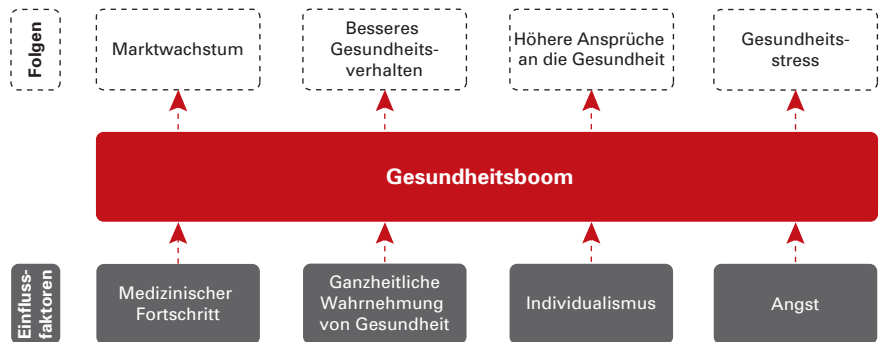 Folgen
Marktwachstum
Besseres
Gesundheits-
verhalten
Höhere Ansprüche
an die Gesundheit
Gesundheits-
stress
Gesundheitsboom
Einfluss-
faktoren
Medizinischer
Fortschritt
Ganzheitliche
Wahrnehmung
von Gesundheit
Individualismus
Angst